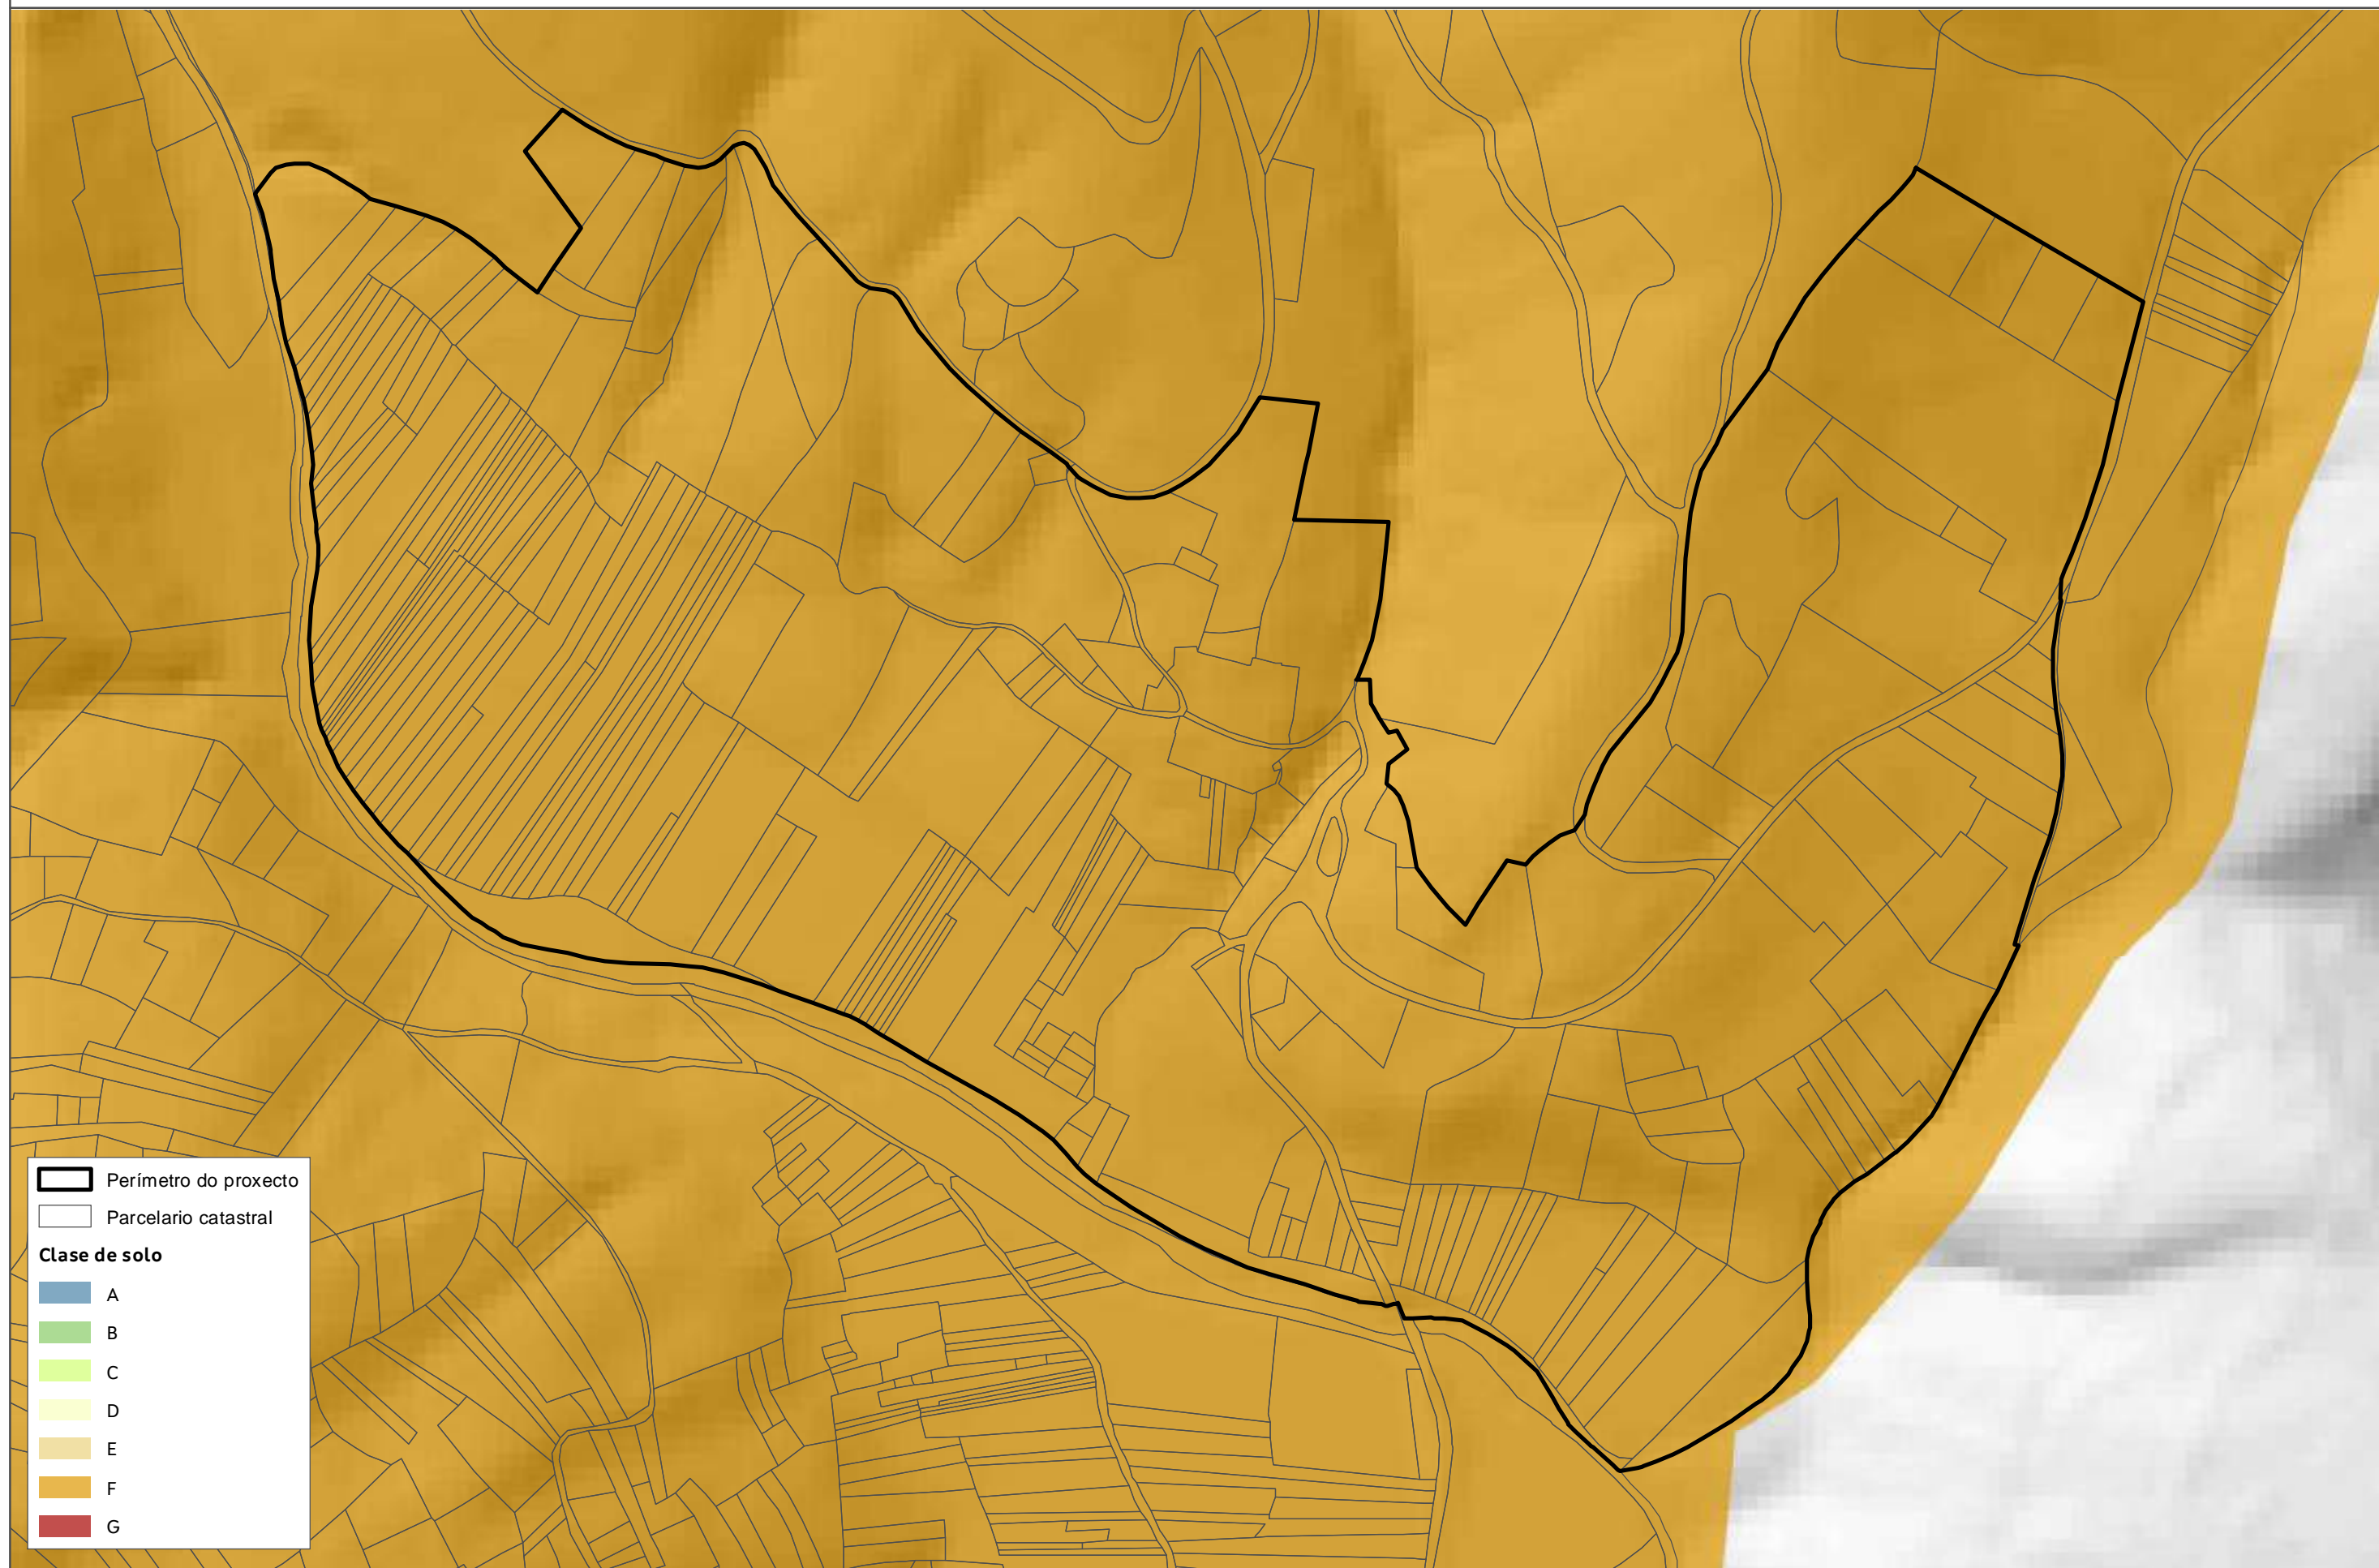 Perímetro do proxecto
Parcelario catastral
Clase de solo
A
B
C
D
E
F
G